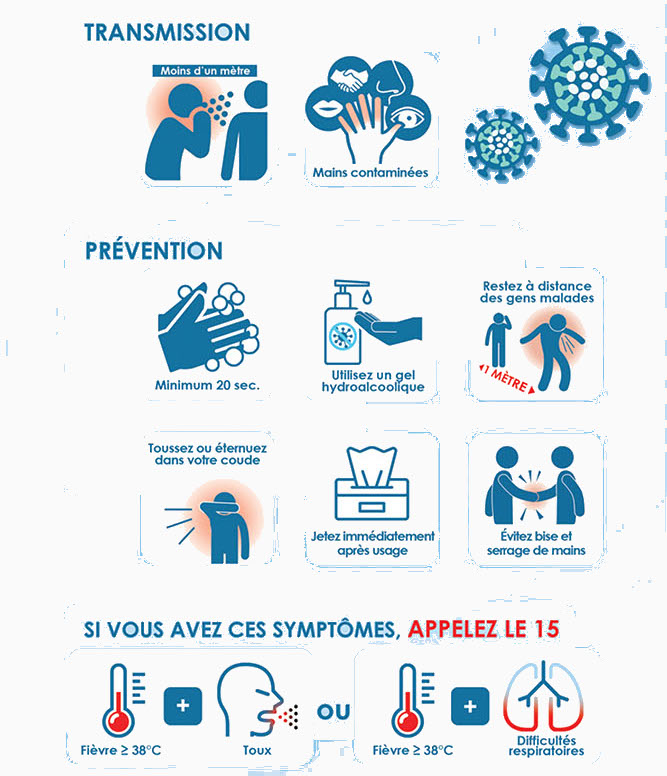 TRANSMISSION
Moins d'un mètre
Mains contaminées
PRÉVENTION
Minimum 20 sec.
Utilisez un gel
hydroalcoolique
Restez à distance
des gens malades
1 MÈTRE
Toussez ou éternuez
dans votre coude
Jetez immédiatement
après usage
Évitez bise et
serrage de mains
SI VOUS AVEZ CES SYMPTÔMES, APPELEZ LE 15
Fièvre ≥ 38°C
+
Toux
OU
Fièvre ≥ 38°C
+
Difficultés
respiratoires